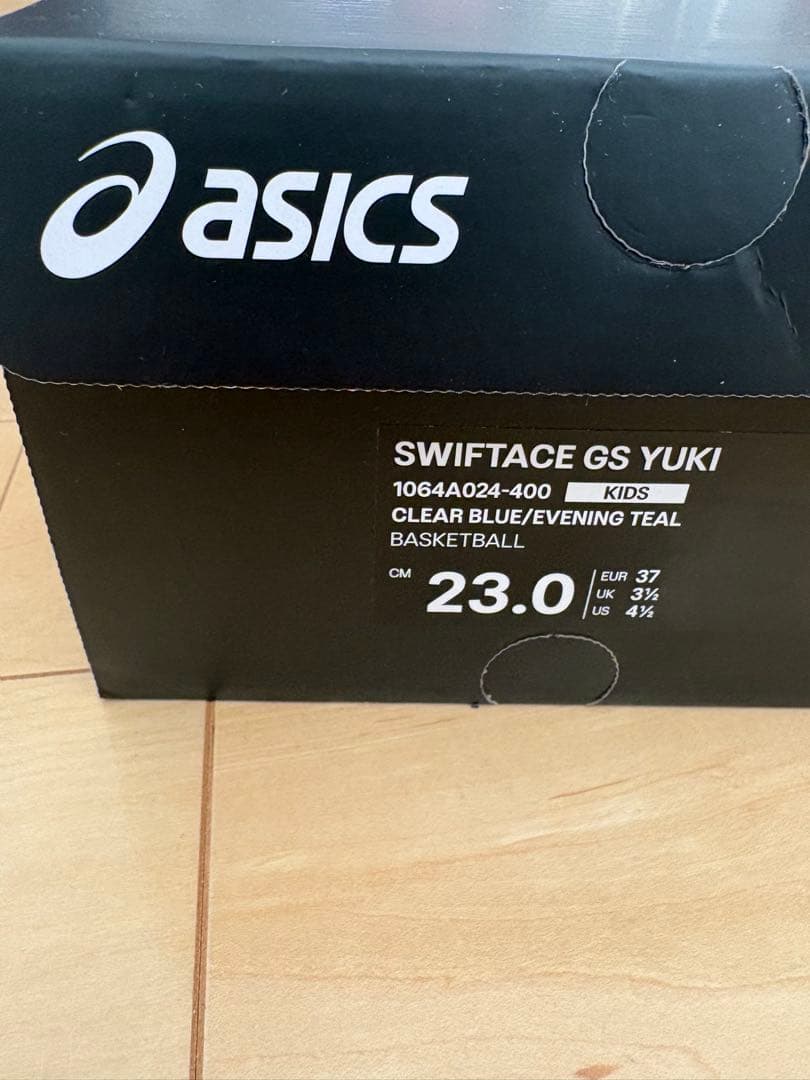 asics
SWIFTACE GS YUKI
1064A024-400 KIDS
CLEAR BLUE/EVENING TEAL
BASKETBALL
CM 23.0 EUR 37
UK 3½
US 4½